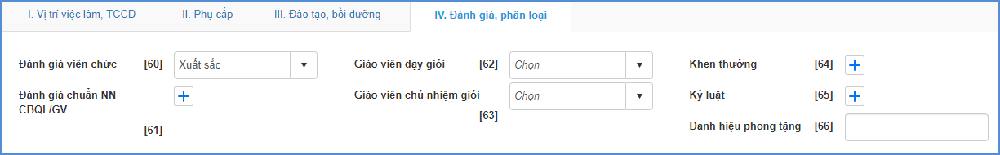 I. Vị trí việc làm, TCCD
II. Phụ cấp
III. Đào tạo, bồi dưỡng
IV. Đánh giá, phân loại
Đánh giá viên chức [60] Xuất sắc
Giáo viên dạy giỏi [62] Chọn
Khen thưởng [64]
Đánh giá chuẩn NN
CBQL/GV
[61]
Giáo viên chủ nhiệm giỏi Chọn
[63]
Kỷ luật [65]
Danh hiệu phong tặng [66]